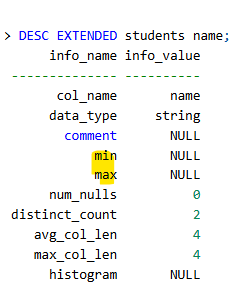 > DESC EXTENDED students name;
info_name info_value
-------------- ----------
col_name name
data_type string
comment NULL
min NULL
max NULL
num_nulls 0
distinct_count 2
avg_col_len 4
max_col_len 4
histogram NULL